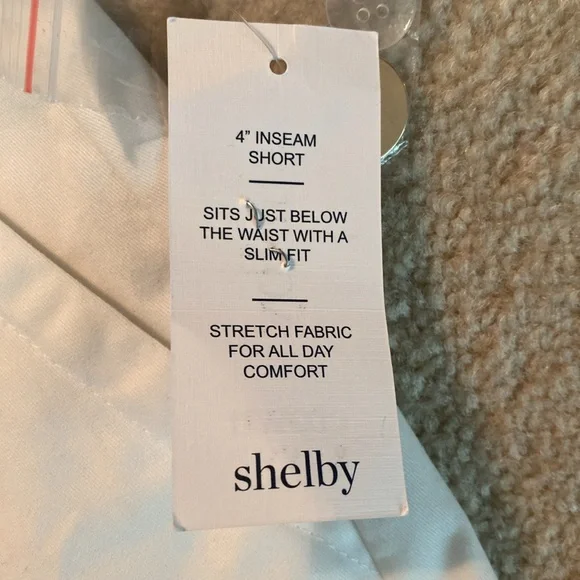 4” INSEAM
SHORT
SITS JUST BELOW
THE WAIST WITH A
SLIM FIT
STRETCH FABRIC
FOR ALL DAY
COMFORT
shelby